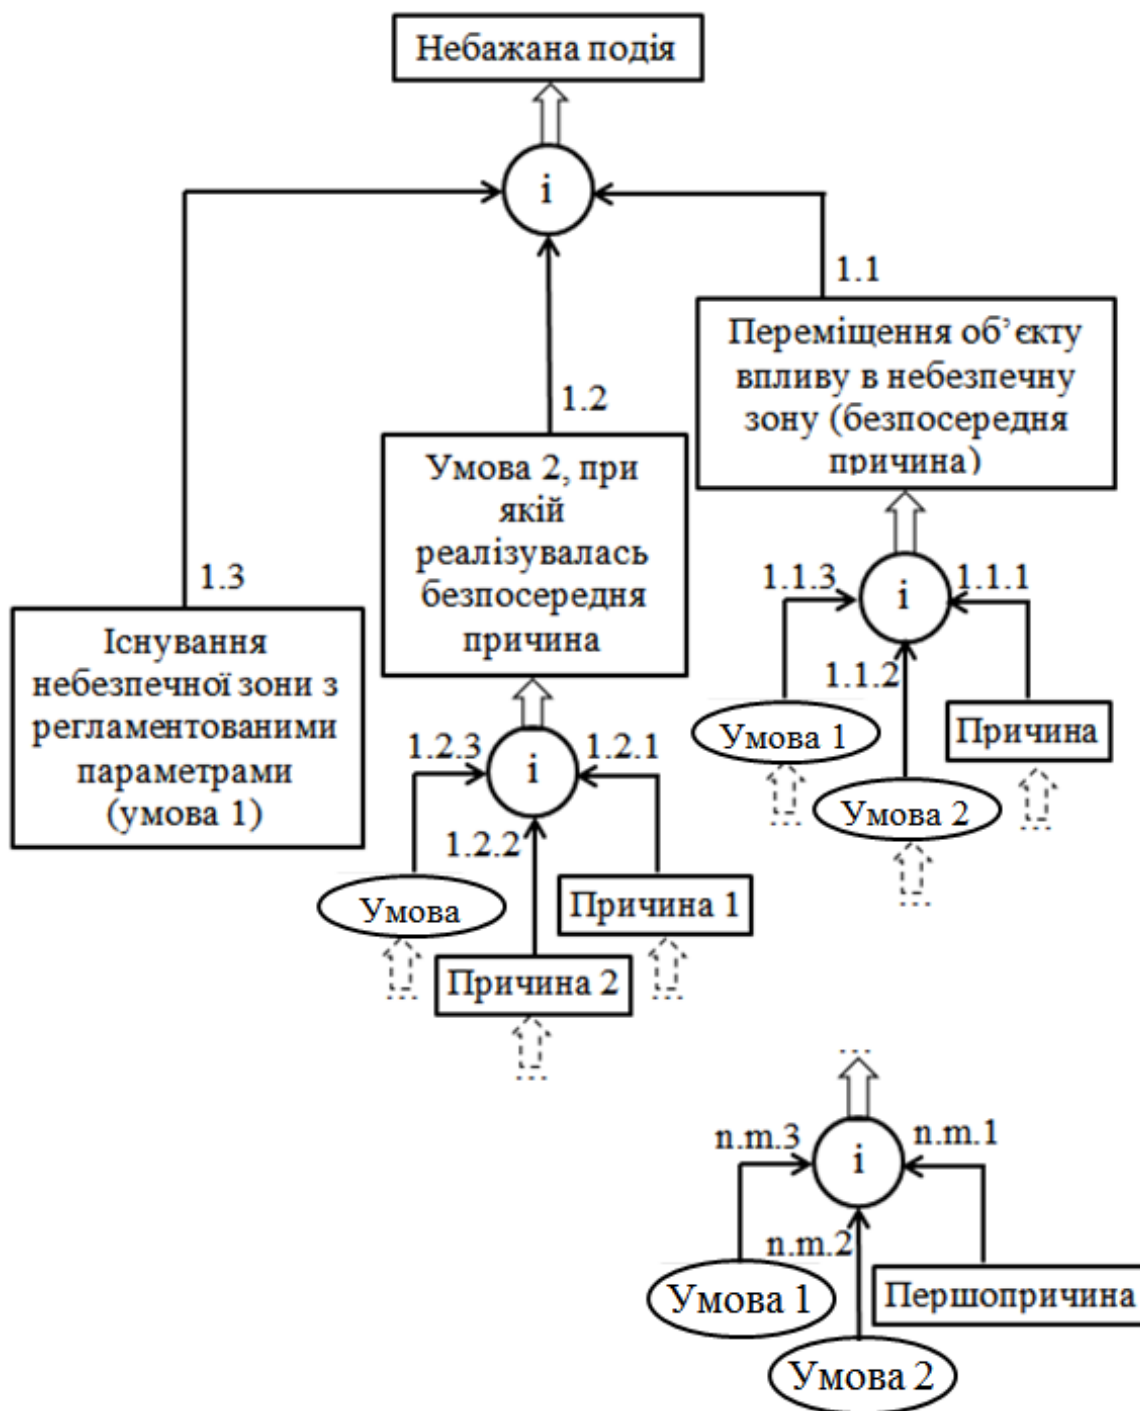 Небажана подія
і
1.1
Переміщення об’єкту
впливу в небезпечну
зону (безпосередня
причина)
1.2
Умова 2, при
якій
реалізувалась
безпосередня
причина
1.3
Існування
небезпечної зони з
регламентованими
параметрами
(умова 1)
1.1.3
і
1.1.1
1.1.2
Умова 1
Причина
Умова 2
1.2.3
і
1.2.1
1.2.2
Умова
Причина 1
Причина 2
n.m.3
і
n.m.1
n.m.2
Умова 1
Першопричина
Умова 2